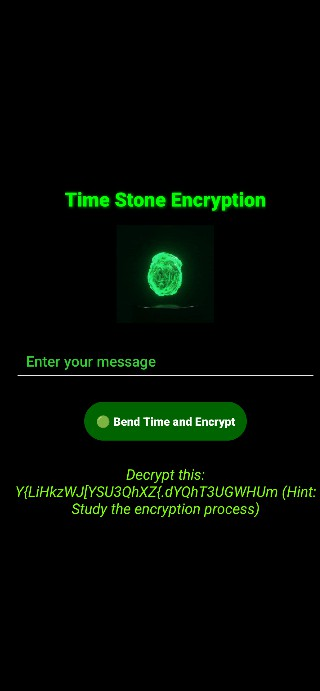 Time Stone Encryption
Enter your message
Bend Time and Encrypt
Decrypt this:
Y{LiHkzWJ[YSU3QhXZ{.dYQhT3UGWHUm (Hint:
Study the encryption process)